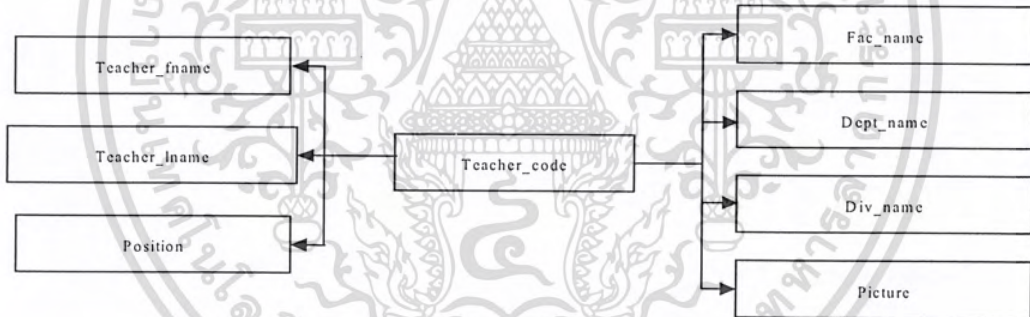 Teacher_fname
Teacher_lname
Position
Teacher_code
Fac_name
Dept_name
Div_name
Picture